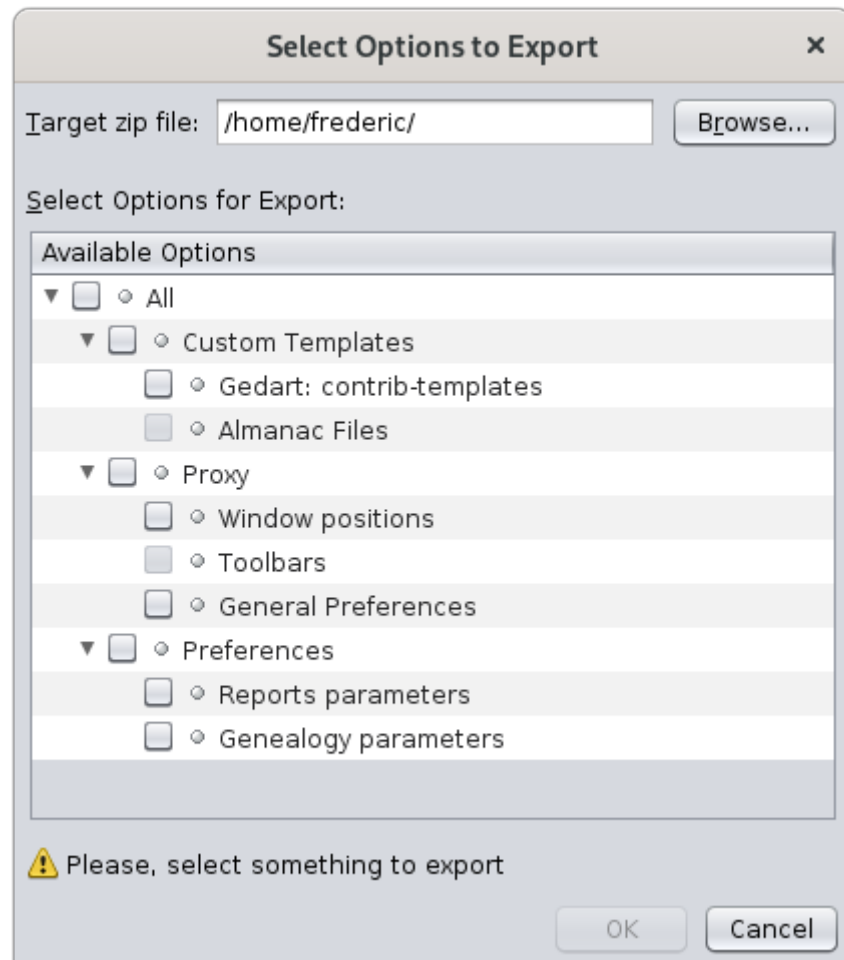 Select Options to Export
Target zip file: /home/frederic/ Browse...
Select Options for Export:
Available Options
All
Custom Templates
Gedart: contrib-templates
Almanac Files
Proxy
Window positions
Toolbars
General Preferences
Preferences
Reports parameters
Genealogy parameters
Please, select something to export
OK Cancel